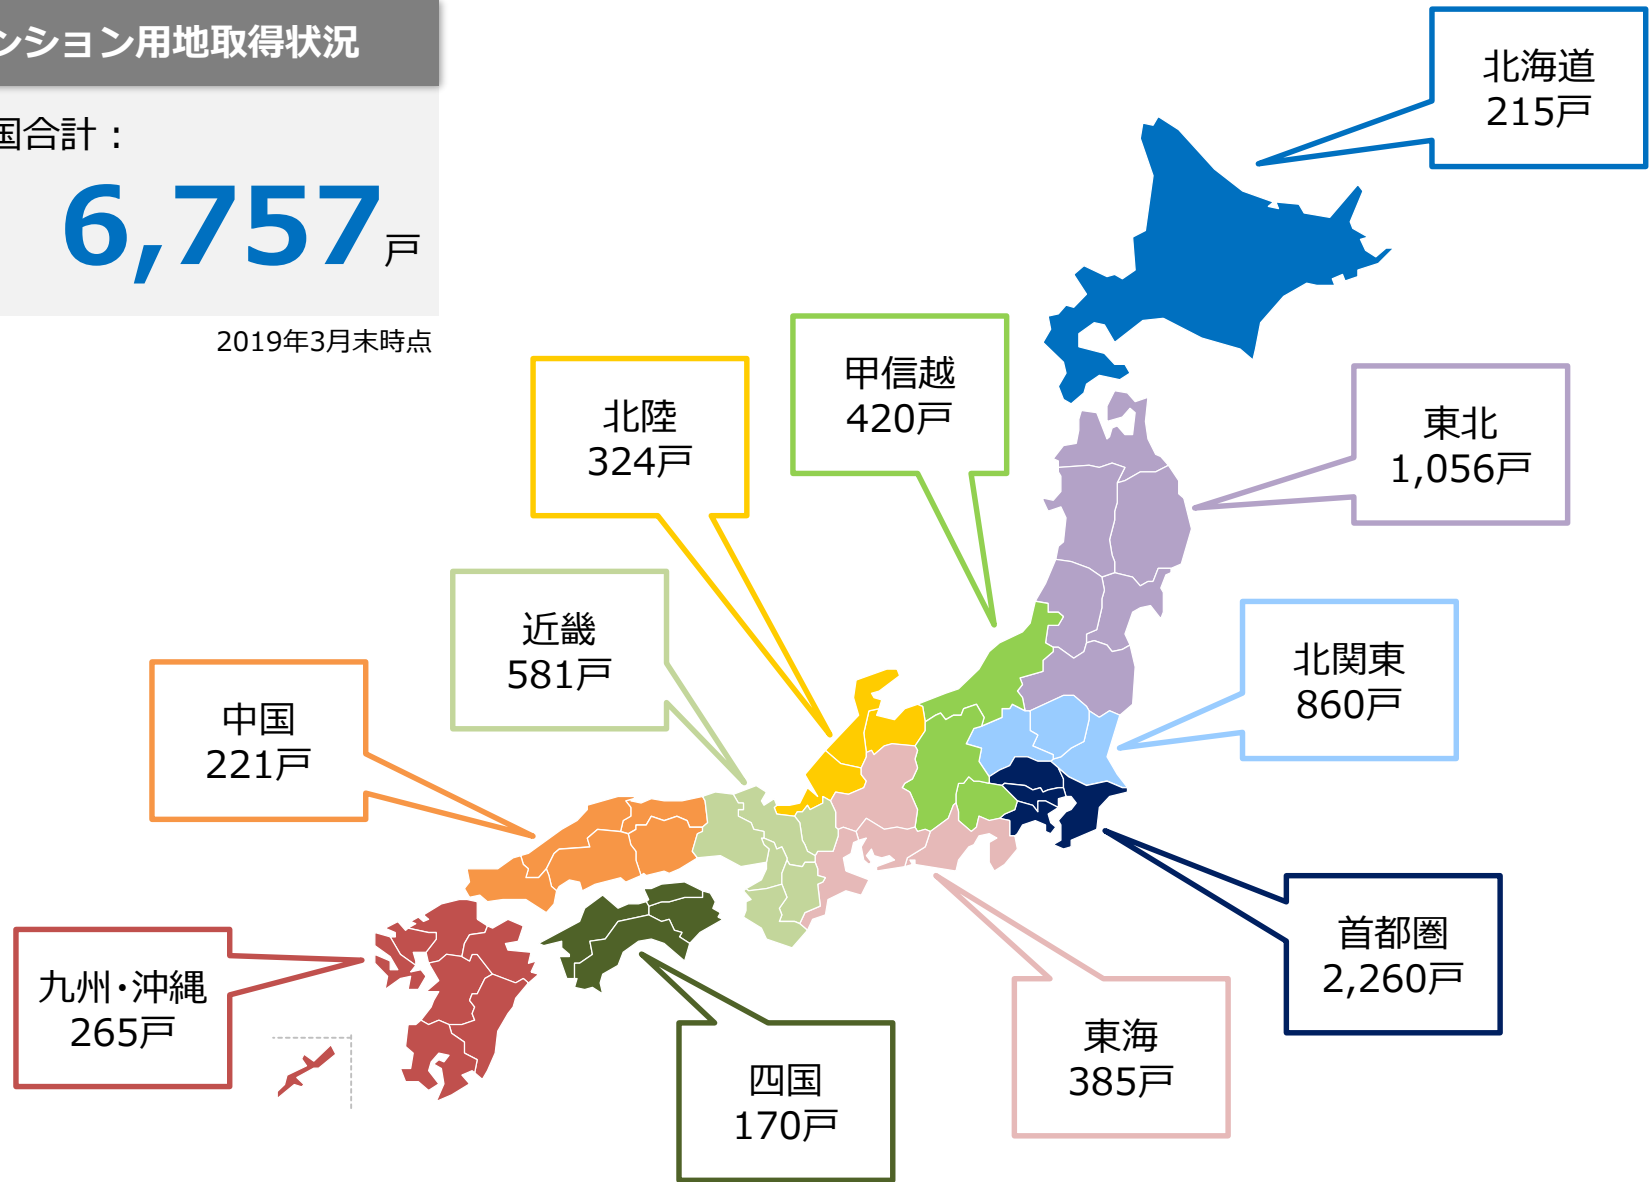 ンション用地取得状況
国合計：
6,757戸
2019年3月末時点
北海道
215戸
甲信越
420戸
北陸
324戸
東北
1,056戸
近畿
581戸
北関東
860戸
中国
221戸
首都圏
2,260戸
九州・沖縄
265戸
東海
385戸
四国
170戸